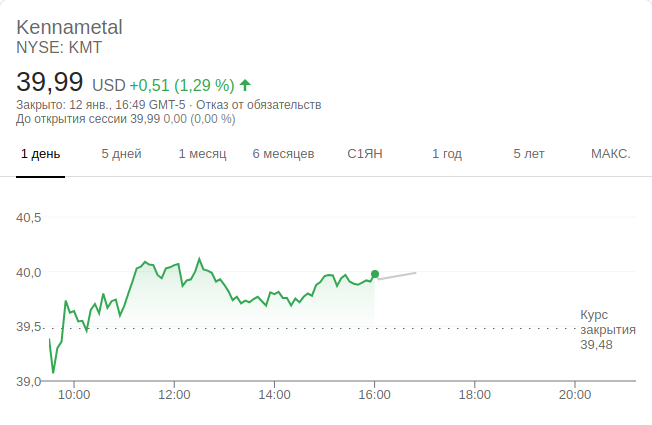 Kennametal
NYSE: KMT
39,99 USD +0,51 (1,29 %)
Закрыто: 12 янв., 16:49 GMT-5 · Отказ от обязательств
До открытия сессии 39,99 0,00 (0,00 %)
1 день 5 дней 1 месяц 6 месяцев С1ЯН 1 год 5 лет МАКС.
40,5
40,0
39,5
39,0
Курс
закрытия
39,48
10:00 12:00 14:00 16:00 18:00 20:00